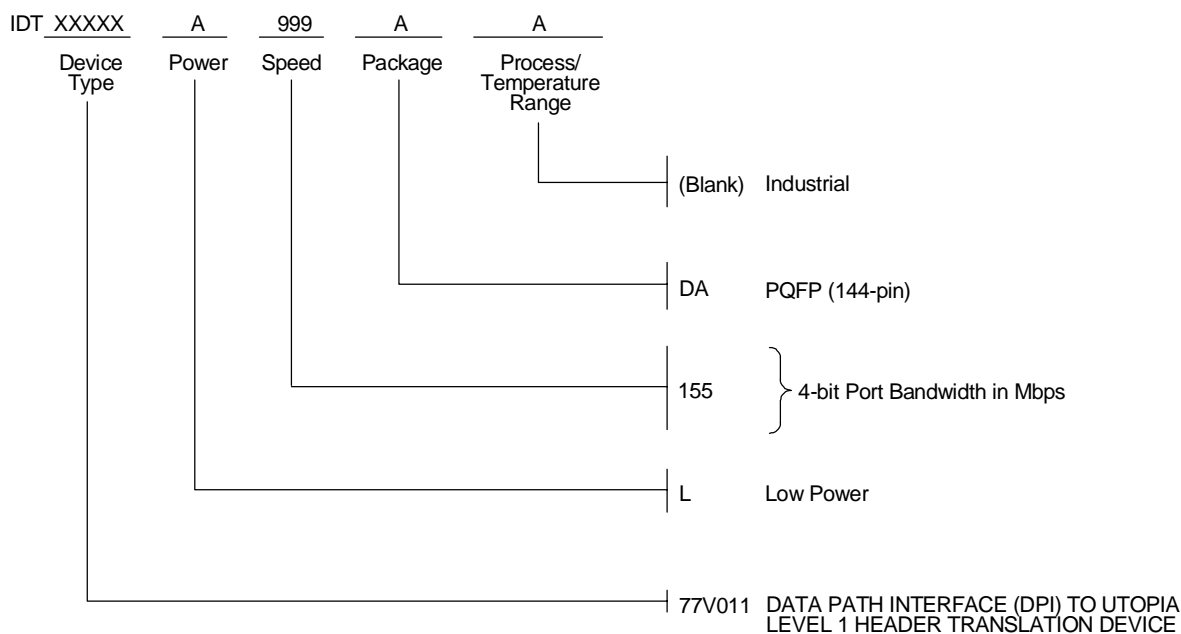 IDT XXXXX A 999 A A
Device Type Power Speed Package Process/ Temperature Range
(Blank) Industrial
DA PQFP (144-pin)
155 4-bit Port Bandwidth in Mbps
L Low Power
77V011 DATA PATH INTERFACE (DPI) TO UTOPIA
LEVEL 1 HEADER TRANSLATION DEVICE